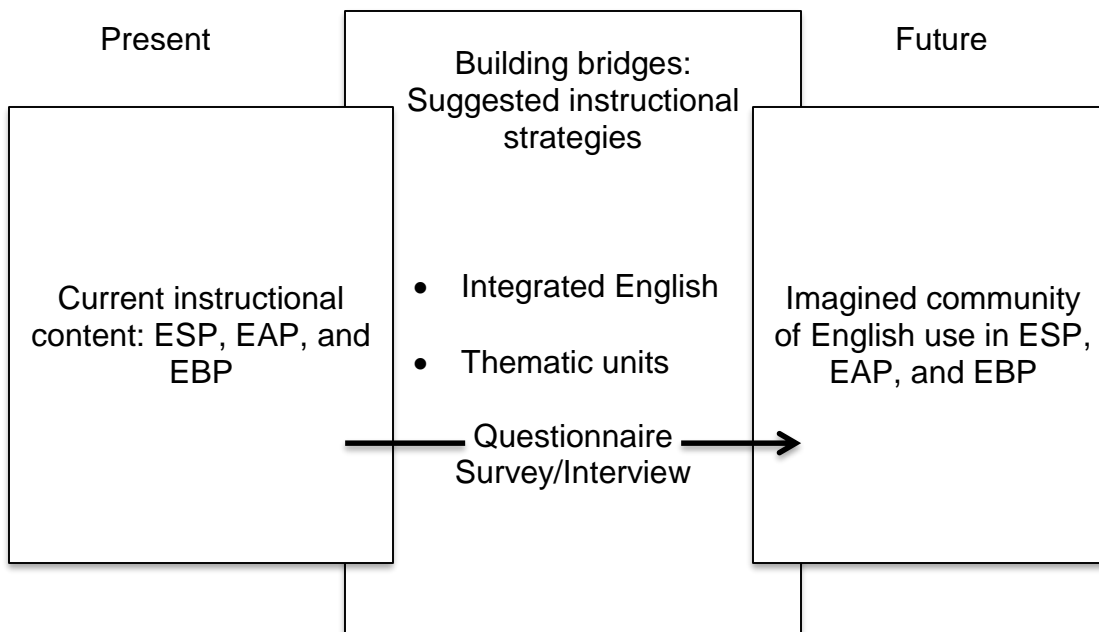 Present
Building bridges:
Suggested instructional
strategies
Future
Current instructional
content: ESP, EAP, and
EBP
• Integrated English
• Thematic units
Questionnaire
Survey/Interview
Imagined community
of English use in ESP,
EAP, and EBP